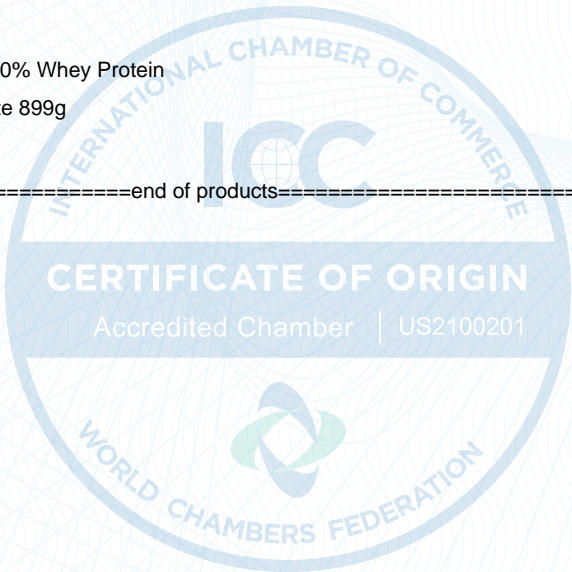 0% Whey Protein
te 899g
INTERNATIONAL CHAMBER OF COMMERCE
ICC
===========end of products========================
CERTIFICATE OF ORIGIN
Accredited Chamber | US2100201
WORLD CHAMBERS FEDERATION